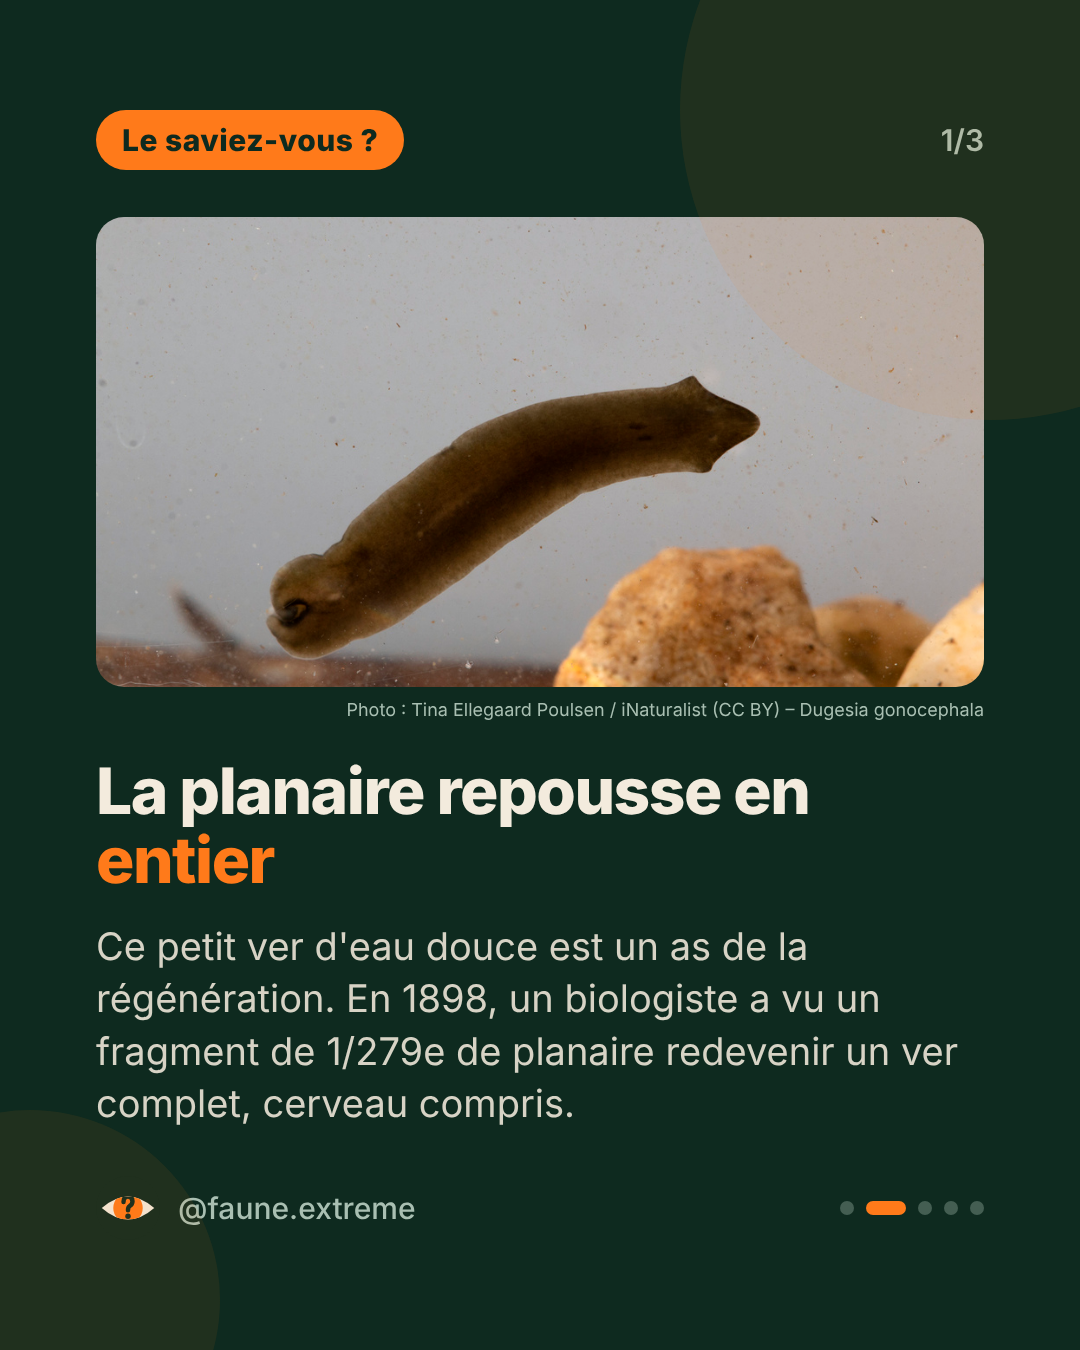 Le saviez-vous ?
1/3
Photo : Tina Ellegaard Poulsen / iNaturalist (CC BY) – Dugesia gonocephala
La planaire repousse en
entier
Ce petit ver d'eau douce est un as de la
régénération. En 1898, un biologiste a vu un
fragment de 1/279e de planaire redevenir un ver
complet, cerveau compris.
?
@faune.extreme